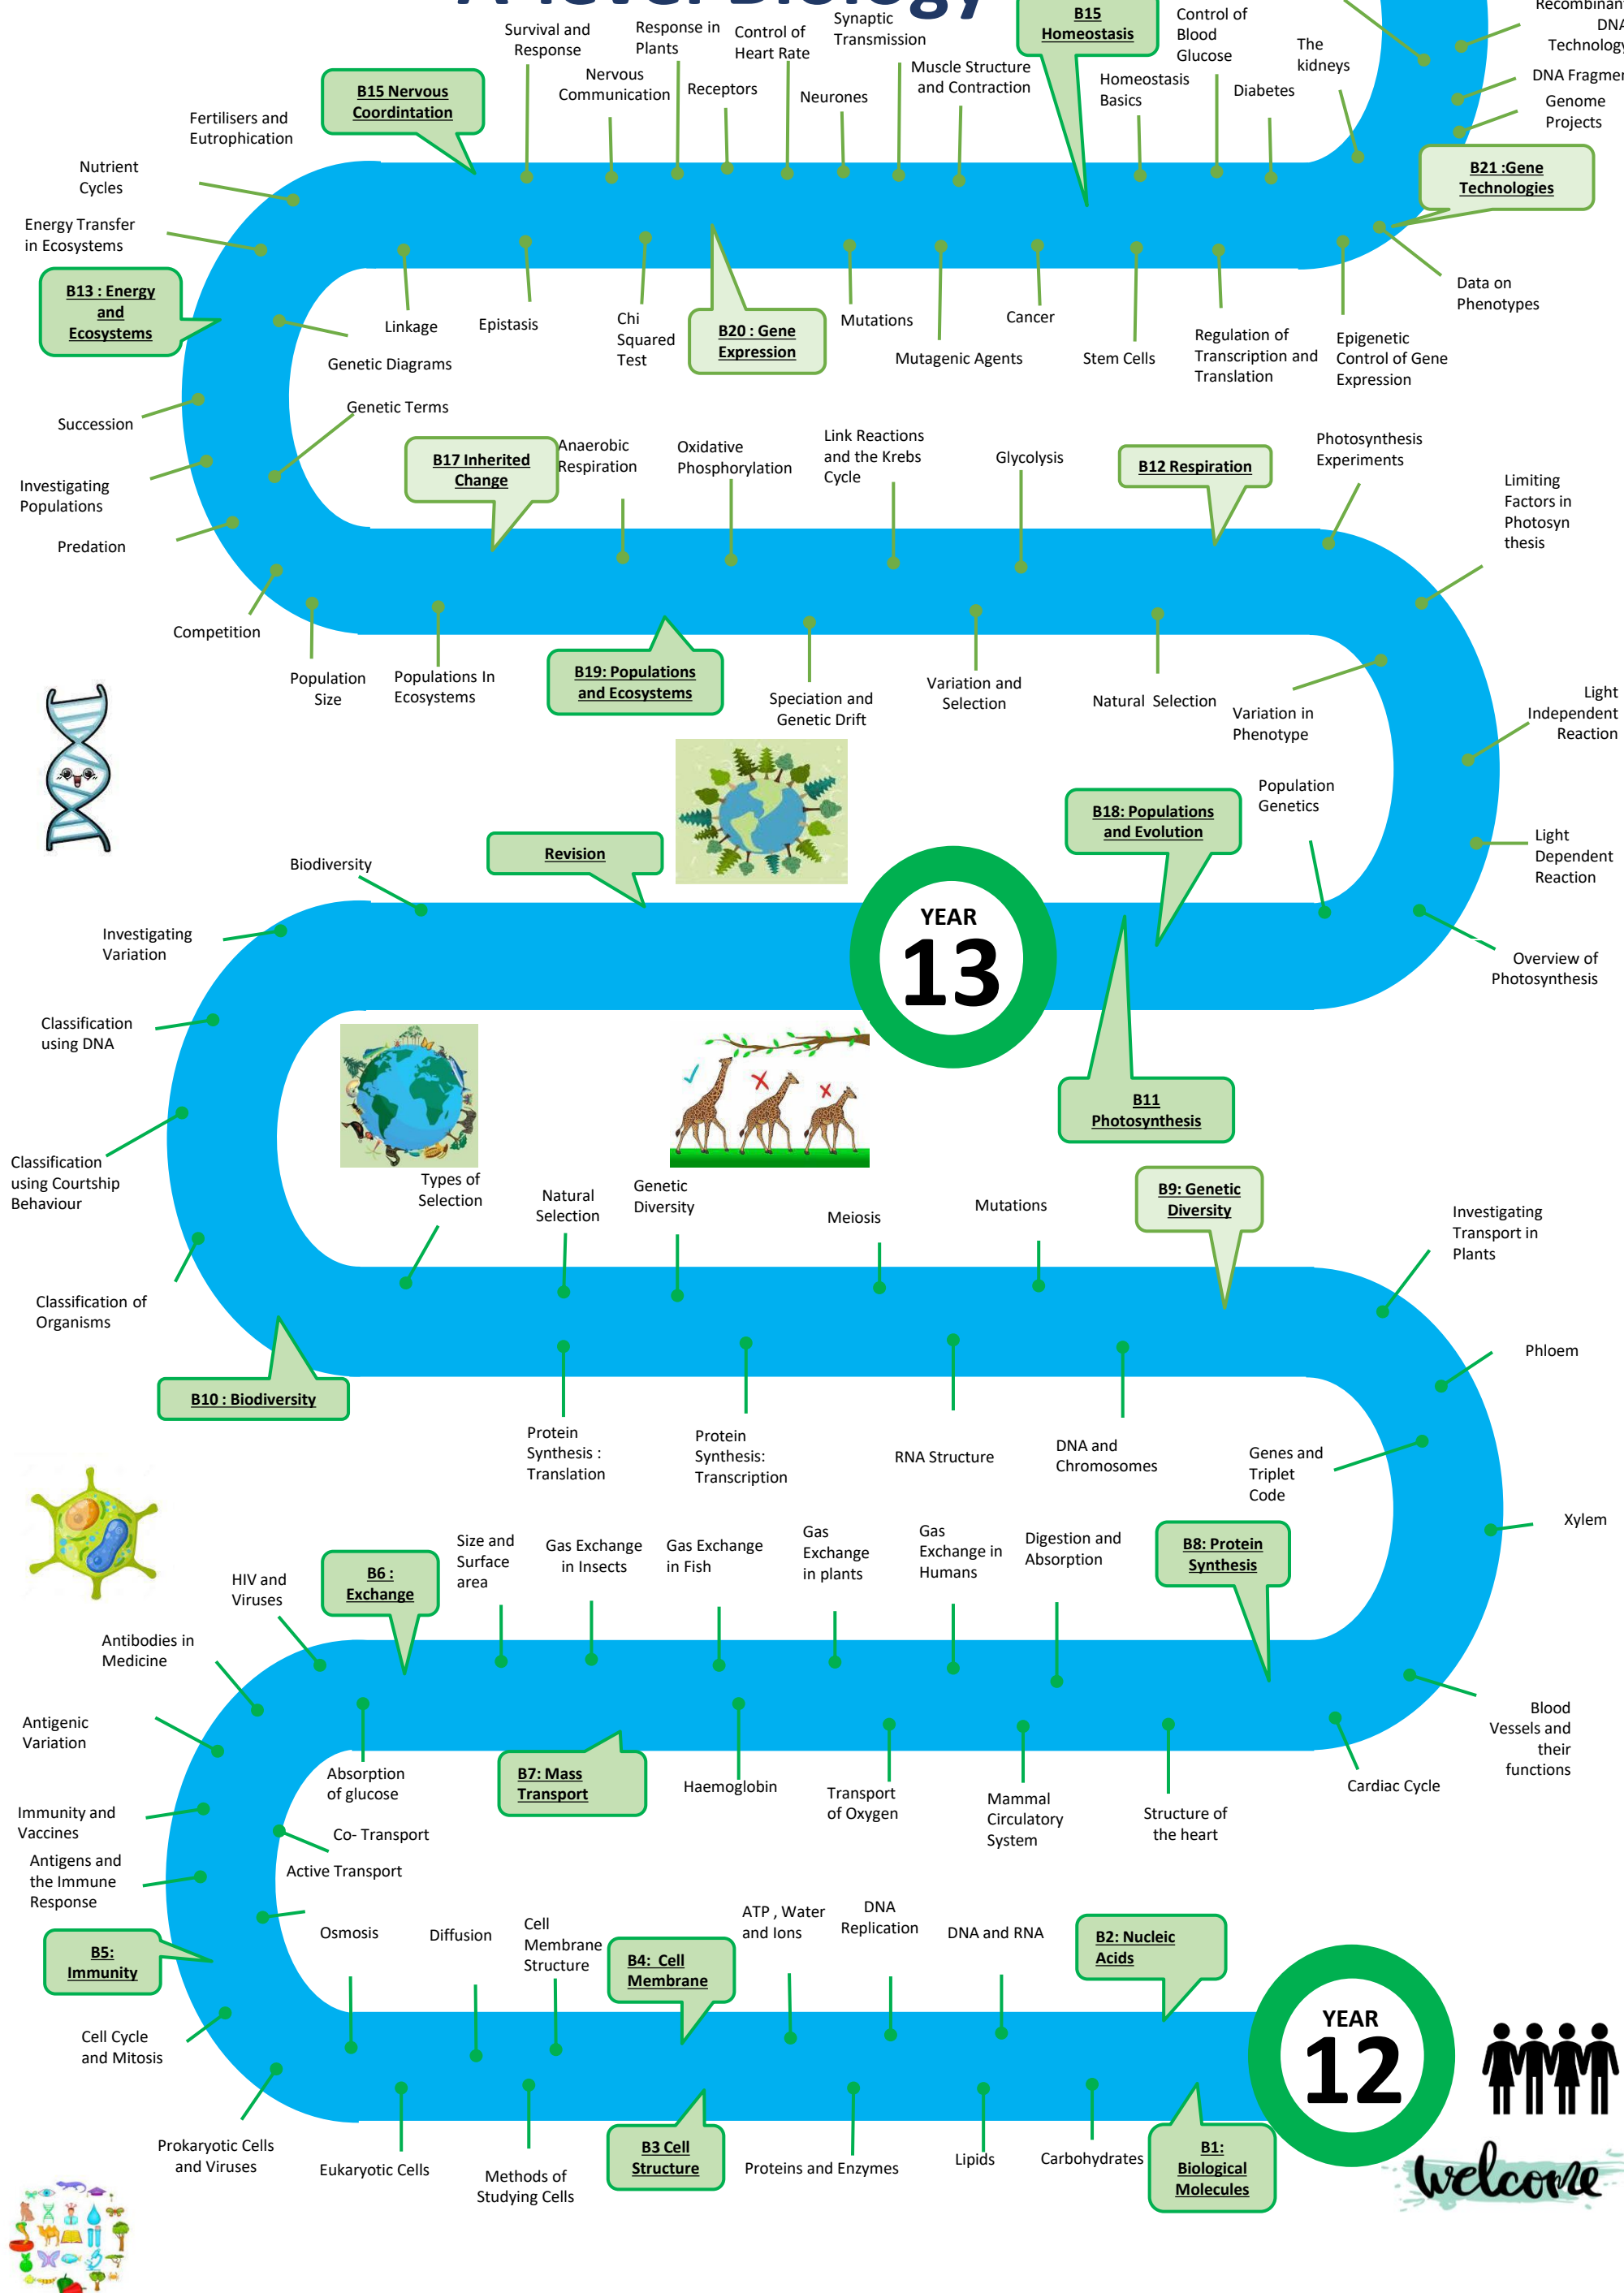 A-level Biology
Survival and
Response
Response in
Plants
Control of
Heart Rate
Synaptic
Transmission
B15
Homeostasis
Control of
Blood
Glucose
The
kidneys
Recombinant
DNA
Technology
Nervous
Communication
Receptors
Neurones
Muscle Structure
and Contraction
Homeostasis
Basics
Diabetes
DNA Fragmen
Genome
Projects
B15 Nervous
Coordintation
Fertilisers and
Eutrophication
Nutrient
Cycles
Energy Transfer
in Ecosystems
B21 :Gene
Technologies
B13 : Energy
and
Ecosystems
Linkage
Genetic Diagrams
Epistasis
Chi
Squared
Test
B20 : Gene
Expression
Mutations
Mutagenic Agents
Cancer
Stem Cells
Regulation of
Transcription and
Translation
Epigenetic
Control of Gene
Expression
Data on
Phenotypes
Succession
Genetic Terms
Investigating
Populations
Predation
Competition
B17 Inherited
Change
Anaerobic
Respiration
Oxidative
Phosphorylation
Link Reactions
and the Krebs
Cycle
Glycolysis
B12 Respiration
Photosynthesis
Experiments
Limiting
Factors in
Photosyn
thesis
Population
Size
Populations In
Ecosystems
B19: Populations
and Ecosystems
Speciation and
Genetic Drift
Variation and
Selection
Natural  Selection
Variation in
Phenotype
Light
Independent
Reaction
Population
Genetics
B18: Populations
and Evolution
Light
Dependent
Reaction
Overview of
Photosynthesis
Revision
Biodiversity
YEAR
13
Investigating
Variation
Classification
using DNA
Classification
using Courtship
Behaviour
Classification of
Organisms
B11
Photosynthesis
Types of
Selection
Natural
Selection
Genetic
Diversity
Meiosis
Mutations
B9: Genetic
Diversity
Investigating
Transport in
Plants
Phloem
B10 : Biodiversity
Protein
Synthesis :
Translation
Protein
Synthesis:
Transcription
RNA Structure
DNA and
Chromosomes
Genes and
Triplet
Code
Xylem
HIV and
Viruses
B6 :
Exchange
Size and
Surface
area
Gas Exchange
in Insects
Gas Exchange
in Fish
Gas
Exchange
in plants
Gas
Exchange in
Humans
Digestion and
Absorption
B8: Protein
Synthesis
Antibodies in
Medicine
Antigenic
Variation
Immunity and
Vaccines
Antigens and
the Immune
Response
Absorption
of glucose
Co- Transport
Active Transport
B7: Mass
Transport
Haemoglobin
Transport
of Oxygen
Mammal
Circulatory
System
Structure of
the heart
Cardiac Cycle
Blood
Vessels and
their
functions
B5:
Immunity
Osmosis
Diffusion
Cell
Membrane
Structure
B4:  Cell
Membrane
ATP , Water
and Ions
DNA
Replication
DNA and RNA
B2: Nucleic
Acids
YEAR
12
Cell Cycle
and Mitosis
Prokaryotic Cells
and Viruses
Eukaryotic Cells
Methods of
Studying Cells
B3 Cell
Structure
Proteins and Enzymes
Lipids
Carbohydrates
B1:
Biological
Molecules
welcome